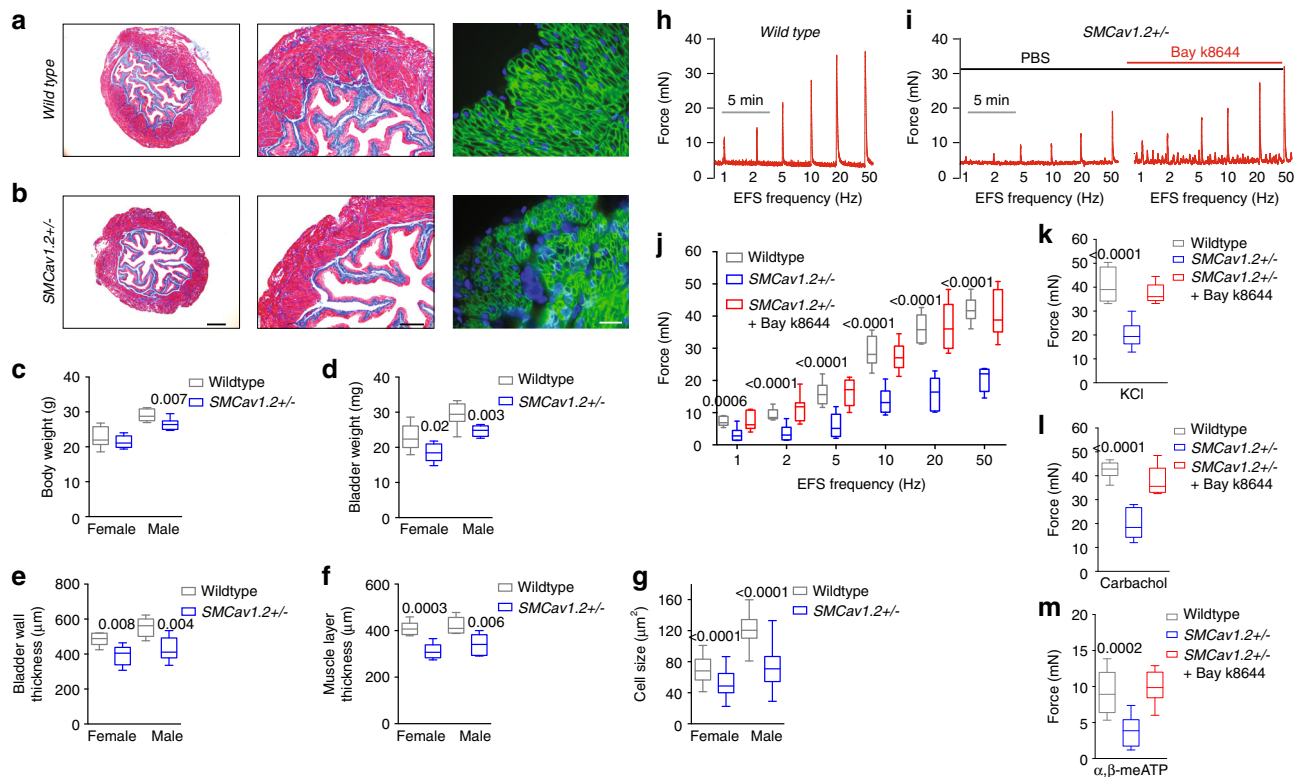 a
Wild type
b
SMCav1.2+/-
c
Body weight (g)
40
30
20
10
0
0.007
Wildtype
SMCav1.2+/-
Female
Male
d
Bladder weight (mg)
40
30
20
10
0
0.02
0.003
Wildtype
SMCav1.2+/-
Female
Male
e
Bladder wall
thickness (μm)
800
600
400
200
0
0.008
0.004
Wildtype
SMCav1.2+/-
Female
Male
f
Muscle layer
thickness (μm)
600
400
200
0
0.0003
0.006
Wildtype
SMCav1.2+/-
Female
Male
g
Cell size (μm²)
160
120
80
40
0
<0.0001
<0.0001
Wildtype
SMCav1.2+/-
Female
Male
h
Wild type
Force (mN)
40
30
20
10
0
5 min
1 2 5 10 20 50
EFS frequency (Hz)
i
SMCav1.2+/-
PBS
Bay k8644
Force (mN)
40
30
20
10
0
5 min
1 2 5 10 20 50 1 2 5 10 20 50
EFS frequency (Hz)
j
Force (mN)
60
50
40
30
20
10
0
Wildtype
SMCav1.2+/-
SMCav1.2+/-
+ Bay k8644
0.0006
<0.0001
<0.0001
<0.0001
<0.0001
<0.0001
1 2 5 10 20 50
EFS frequency (Hz)
k
Force (mN)
60
50
40
30
20
10
0
<0.0001
Wildtype
SMCav1.2+/-
SMCav1.2+/-
+ Bay k8644
KCl
l
Force (mN)
60
50
40
30
20
10
0
<0.0001
Wildtype
SMCav1.2+/-
SMCav1.2+/-
+ Bay k8644
Carbachol
m
Force (mN)
20
15
10
5
0
0.0002
Wildtype
SMCav1.2+/-
SMCav1.2+/-
+ Bay k8644
α,β-meATP